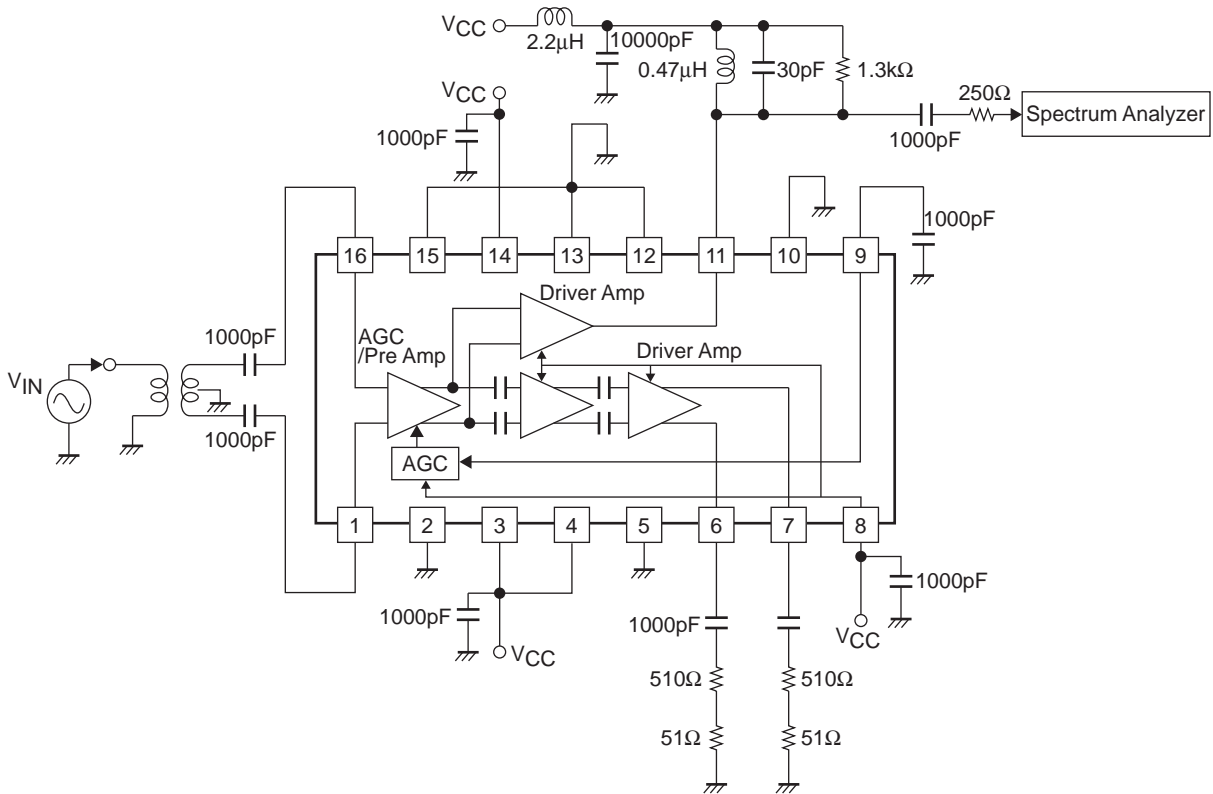 VCC
2.2μH
10000pF
0.47μH
30pF
1.3kΩ
250Ω
Spectrum Analyzer
1000pF
VCC
1000pF
1000pF
16
15
14
13
12
11
10
9
Driver Amp
1000pF
AGC
/Pre Amp
Driver Amp
VIN
1000pF
AGC
1
2
3
4
5
6
7
8
1000pF
VCC
1000pF
1000pF
VCC
510Ω
510Ω
51Ω
51Ω